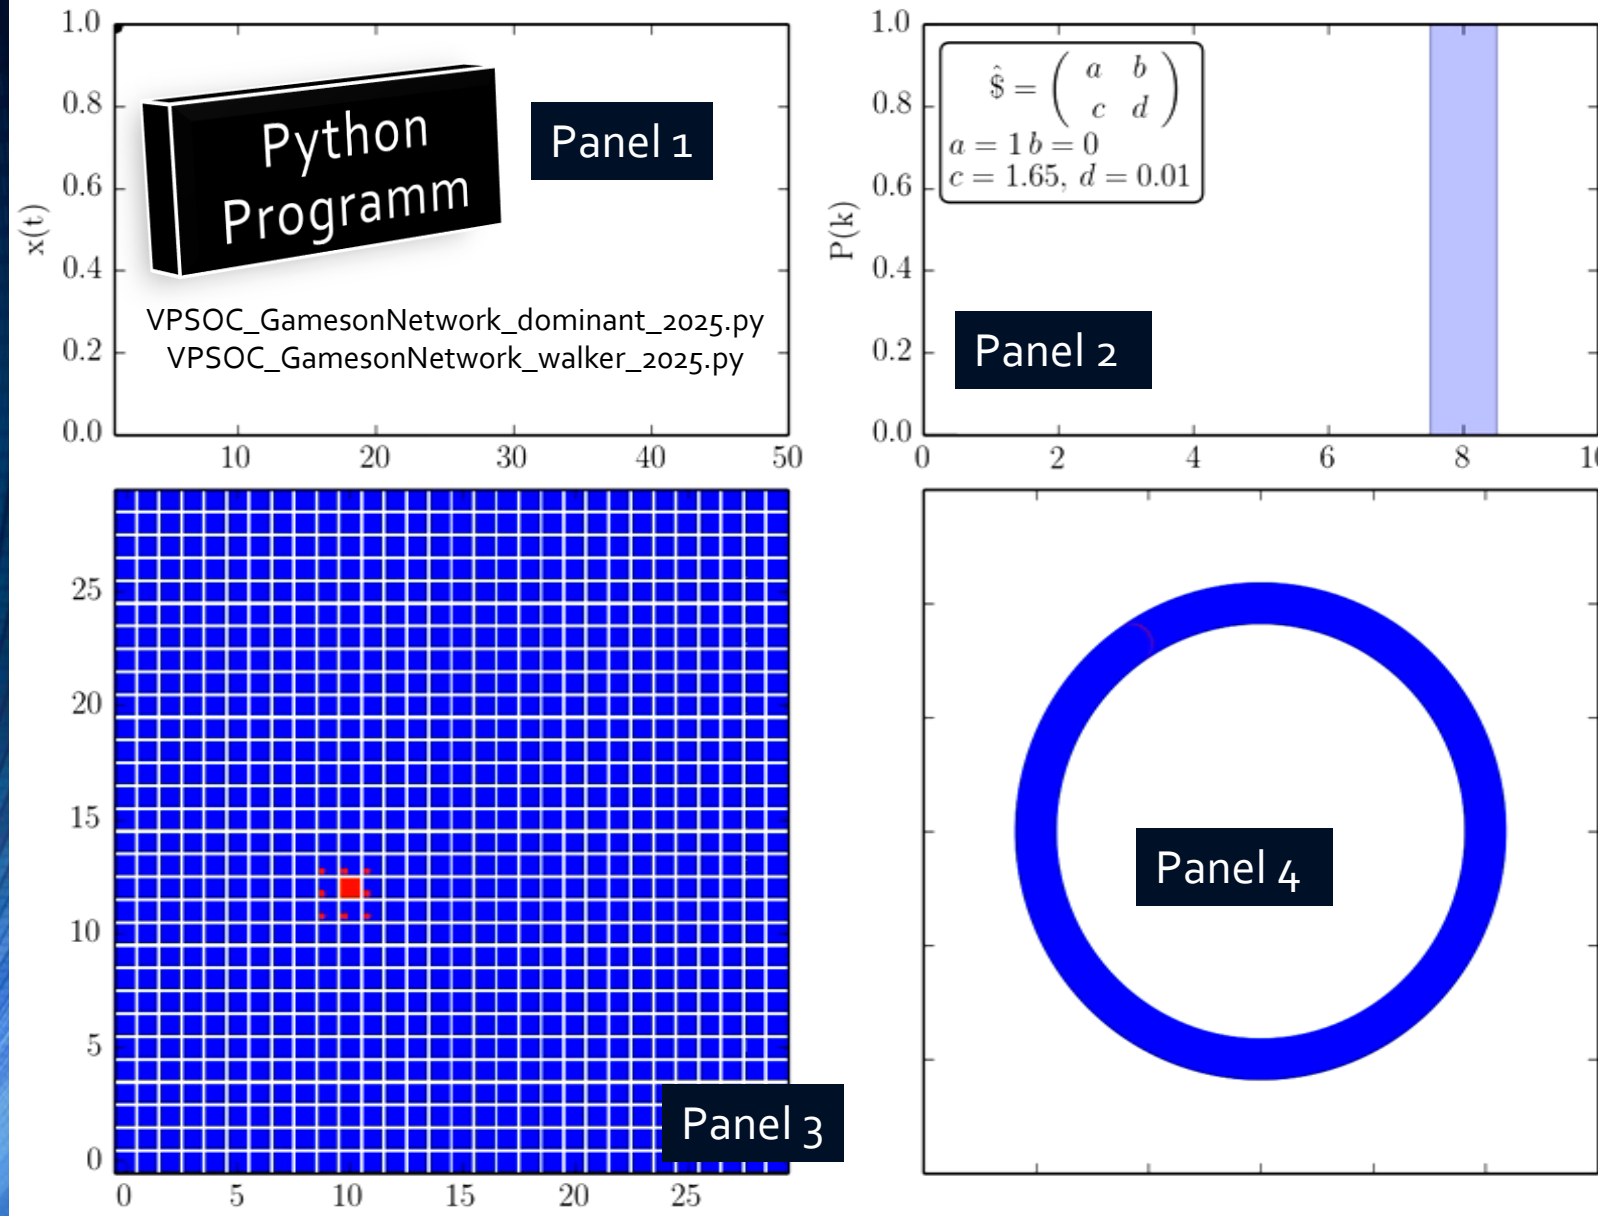 1.0
0.8
0.6
0.4
0.2
0.0
x(t)
10 20 30 40 50
Python
Programm
Panel 1
VPSOC_GamesonNetwork_dominant_2025.py
VPSOC_GamesonNetwork_walker_2025.py
1.0
0.8
0.6
0.4
0.2
0.0
P(k)
0 2 4 6 8
$̂ = ( a b
c d )
a = 1 b = 0
c = 1.65, d = 0.01
Panel 2
25
20
15
10
5
0
0 5 10 15 20 25
Panel 3
Panel 4